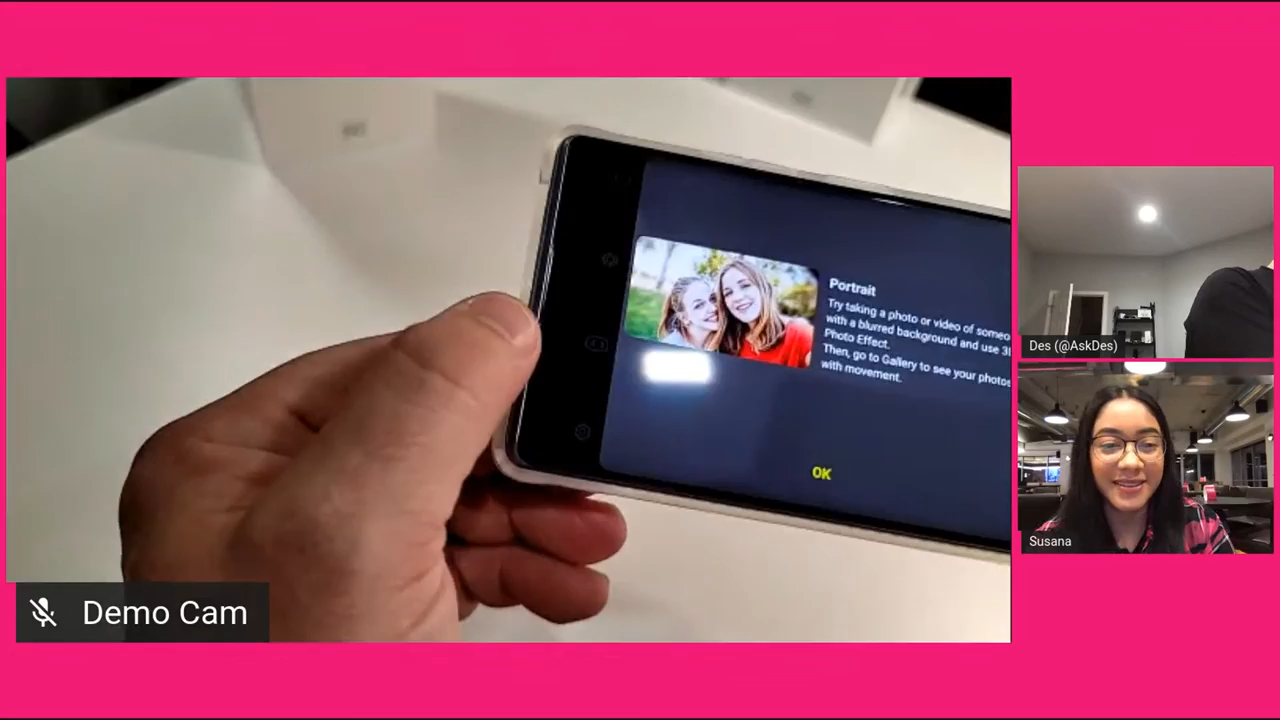 Portrait
Try taking a photo or video of someo
with a blurred background and use 3
Photo Effect.
Then, go to Gallery to see your photos
with movement.
OK
Demo Cam
Des (@AskDes)
Susana